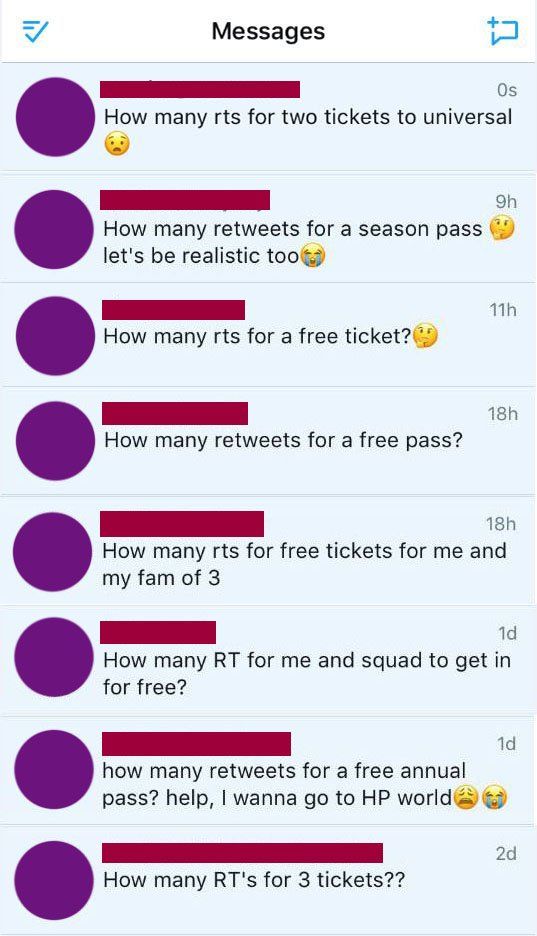 Messages
0s
How many rts for two tickets to universal
😧
9h
How many retweets for a season pass 🤔
let's be realistic too😭
11h
How many rts for a free ticket?🤔
18h
How many retweets for a free pass?
18h
How many rts for free tickets for me and
my fam of 3
1d
How many RT for me and squad to get in
for free?
1d
how many retweets for a free annual
pass? help, I wanna go to HP world😩😭
2d
How many RT's for 3 tickets??